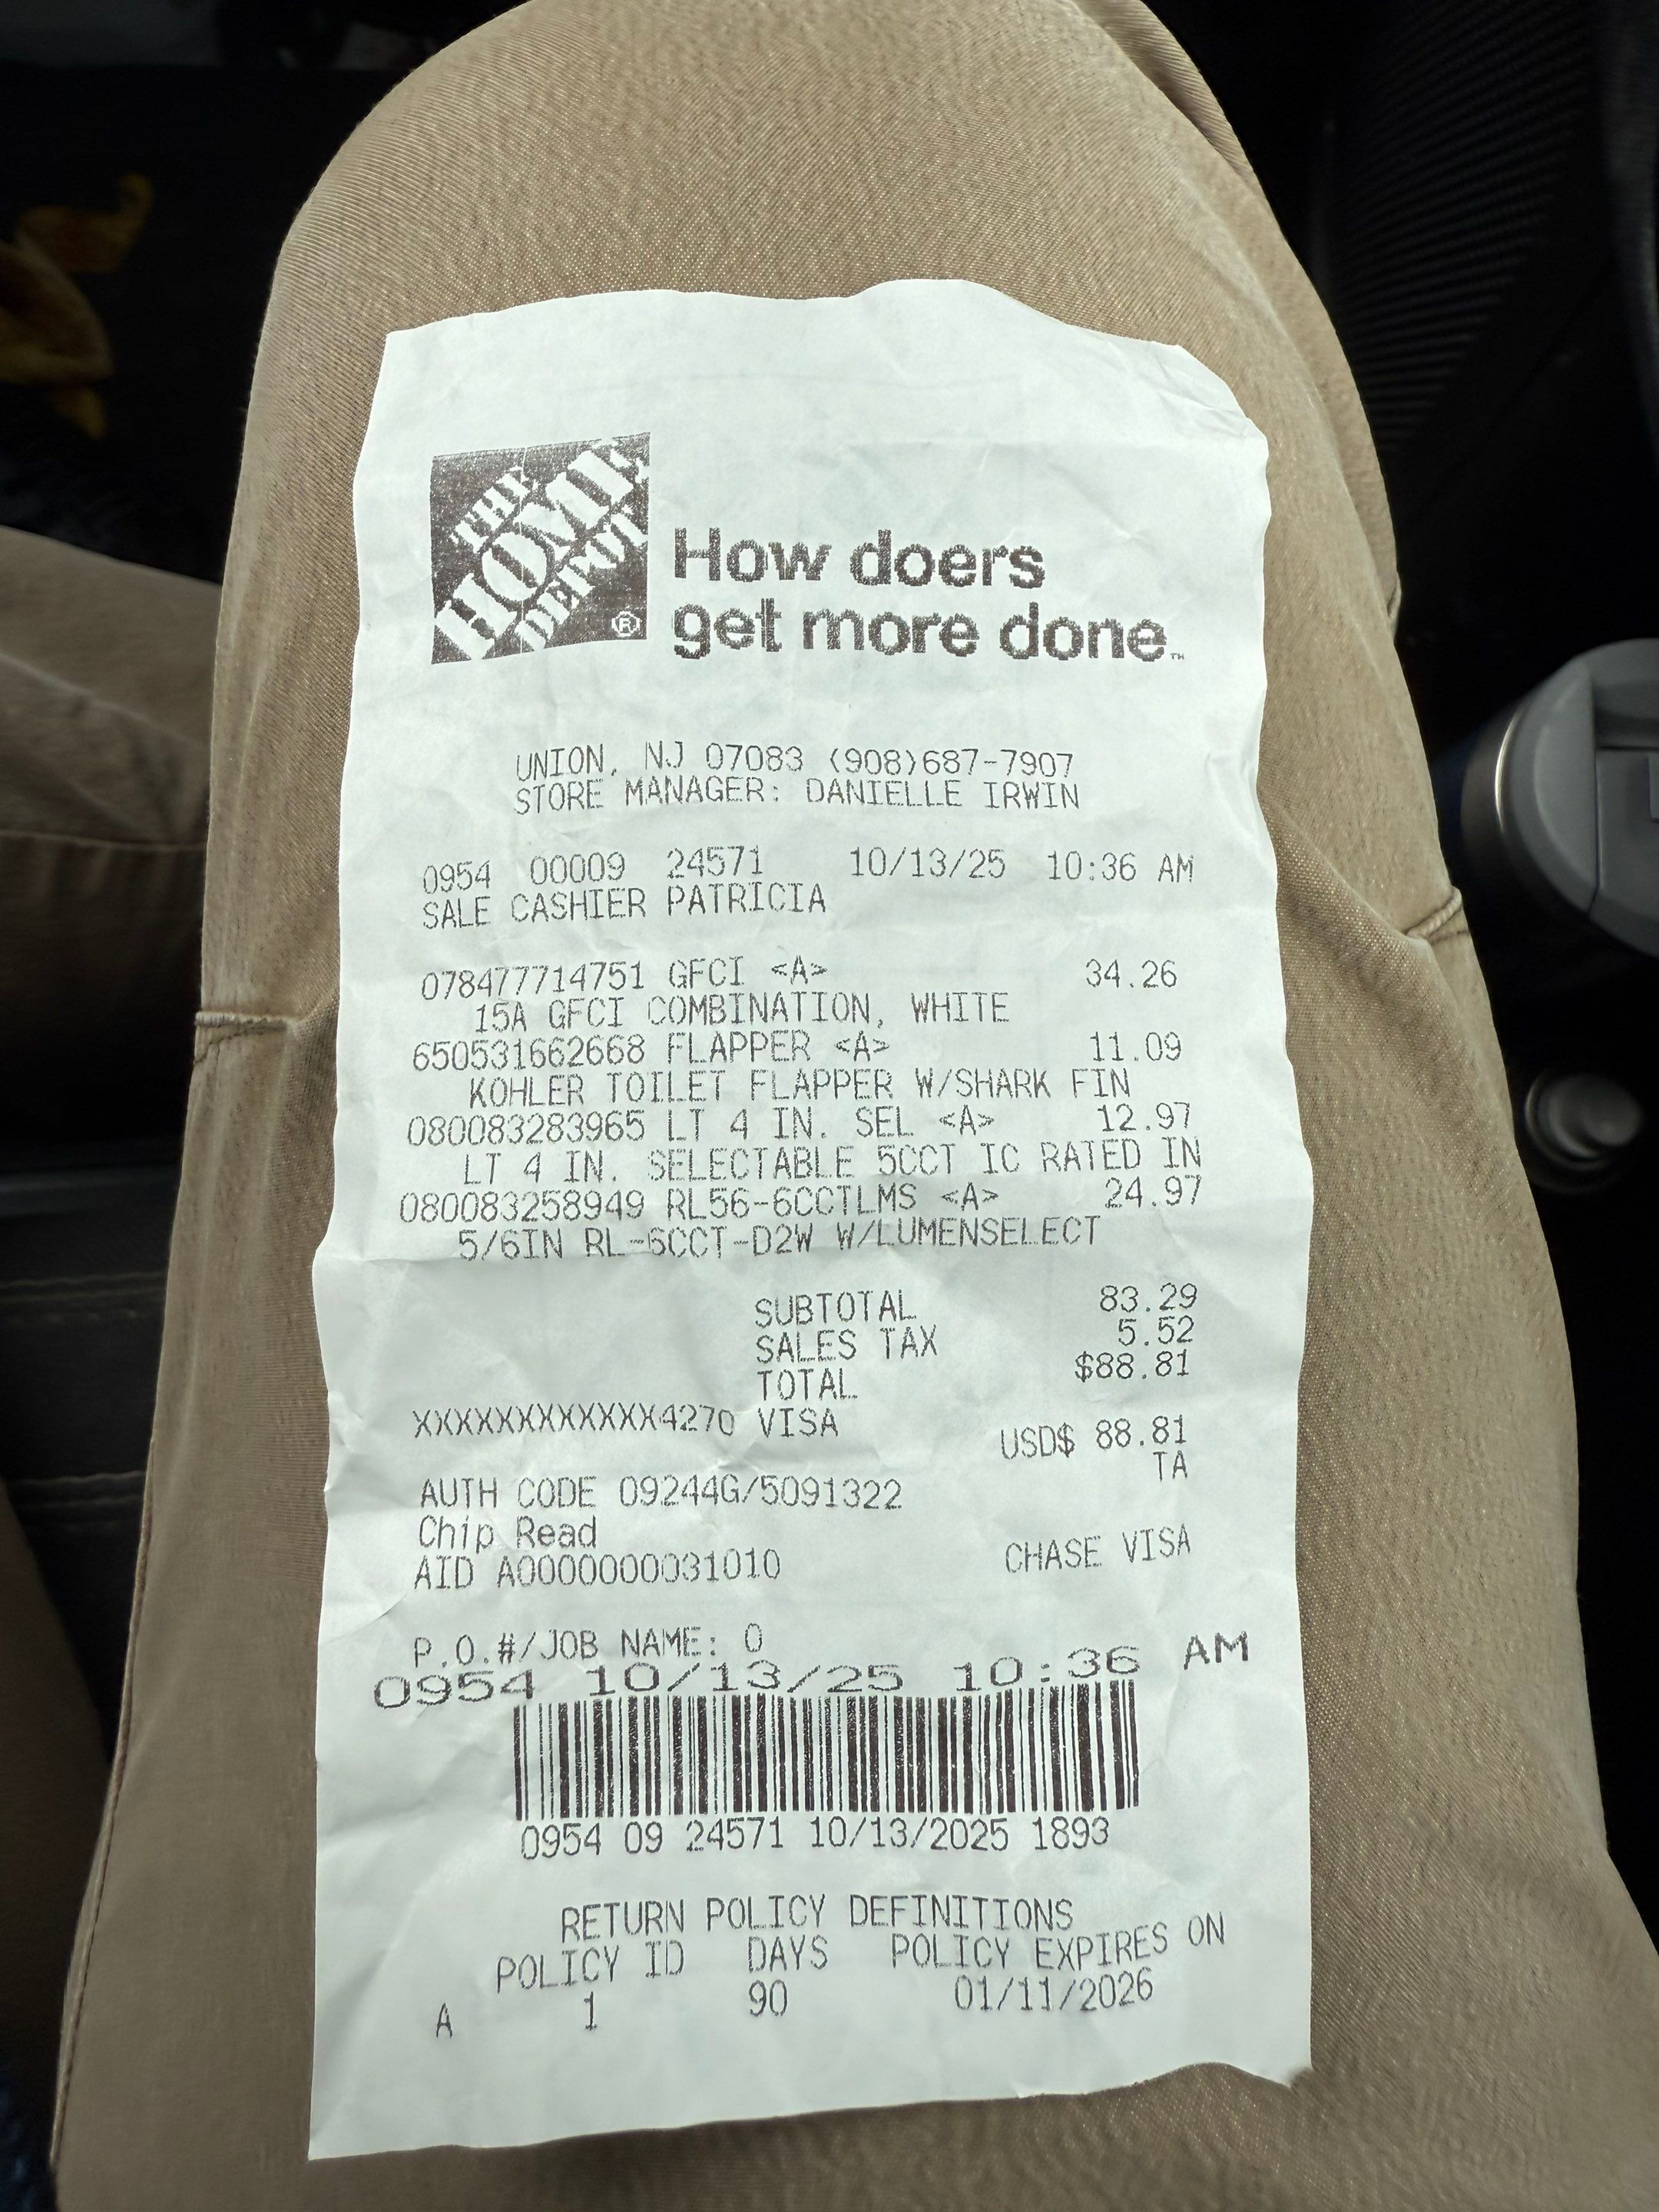 THE
HOME
DEPOT
®
How doers
get more done™
UNION, NJ 07083 (908)687-7907
STORE MANAGER: DANIELLE IRWIN
0954 00009 24571 10/13/25 10:36 AM
SALE CASHIER PATRICIA
078477714751 GFCI <A> 34.26
15A GFCI COMBINATION, WHITE
650531662668 FLAPPER <A> 11.09
KOHLER TOILET FLAPPER W/SHARK FIN
080083283965 LT 4 IN. SEL <A> 12.97
LT 4 IN. SELECTABLE 5CCT IC RATED IN
080083258949 RL56-6CCTLMS <A> 24.97
5/6IN RL-6CCT-D2W W/LUMENSELECT
SUBTOTAL 83.29
SALES TAX 5.52
TOTAL $88.81
XXXXXXXXXXXX4270 VISA
USD$ 88.81
TA
AUTH CODE 09244G/5091322
Chip Read
AID A0000000031010 CHASE VISA
P.O.#/JOB NAME: 0
0954 10/13/25 10:36 AM
0954 09 24571 10/13/2025 1893
RETURN POLICY DEFINITIONS
POLICY ID DAYS POLICY EXPIRES ON
A 1 90 01/11/2026